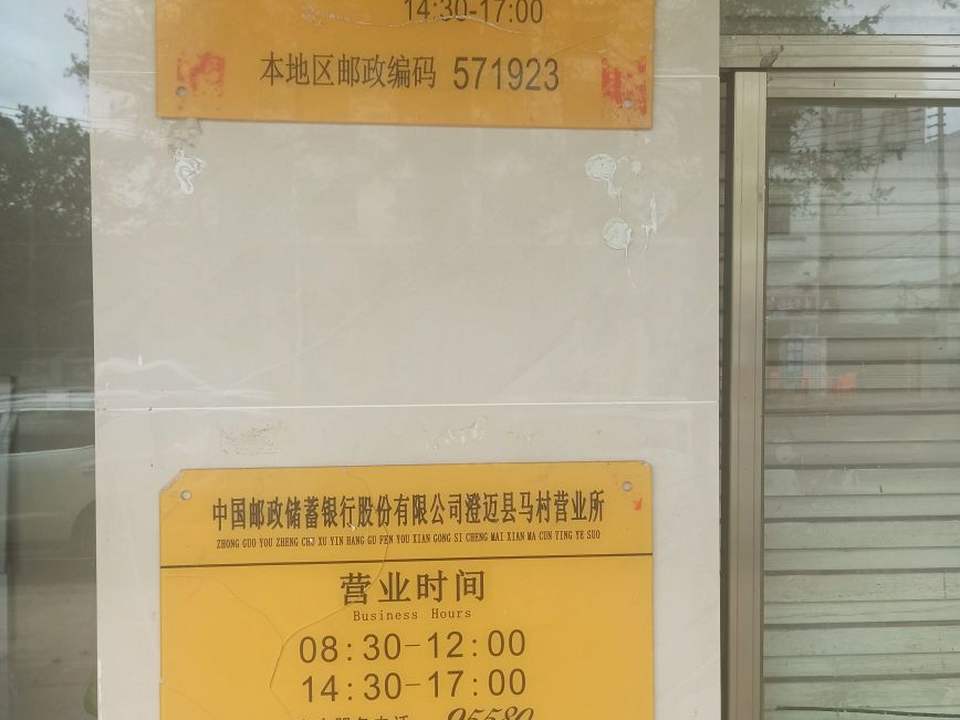 14:30-17:00
本地区邮政编码 571923
中国邮政储蓄银行股份有限公司澄迈县马村营业所
ZHONG GUO YOU ZHENG CHU XU YIN HANG GU FEN YOU XIAN GONG SI CHENG MAI XIAN MA CUN YING YE SUO
营业时间
Business Hours
08:30-12:00
14:30-17:00
95580